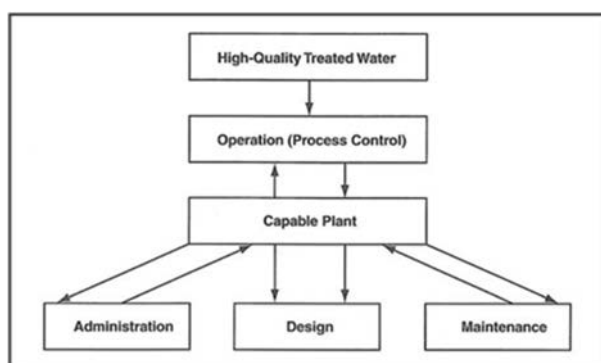 High-Quality Treated Water
Operation (Process Control)
Capable Plant
Administration
Design
Maintenance